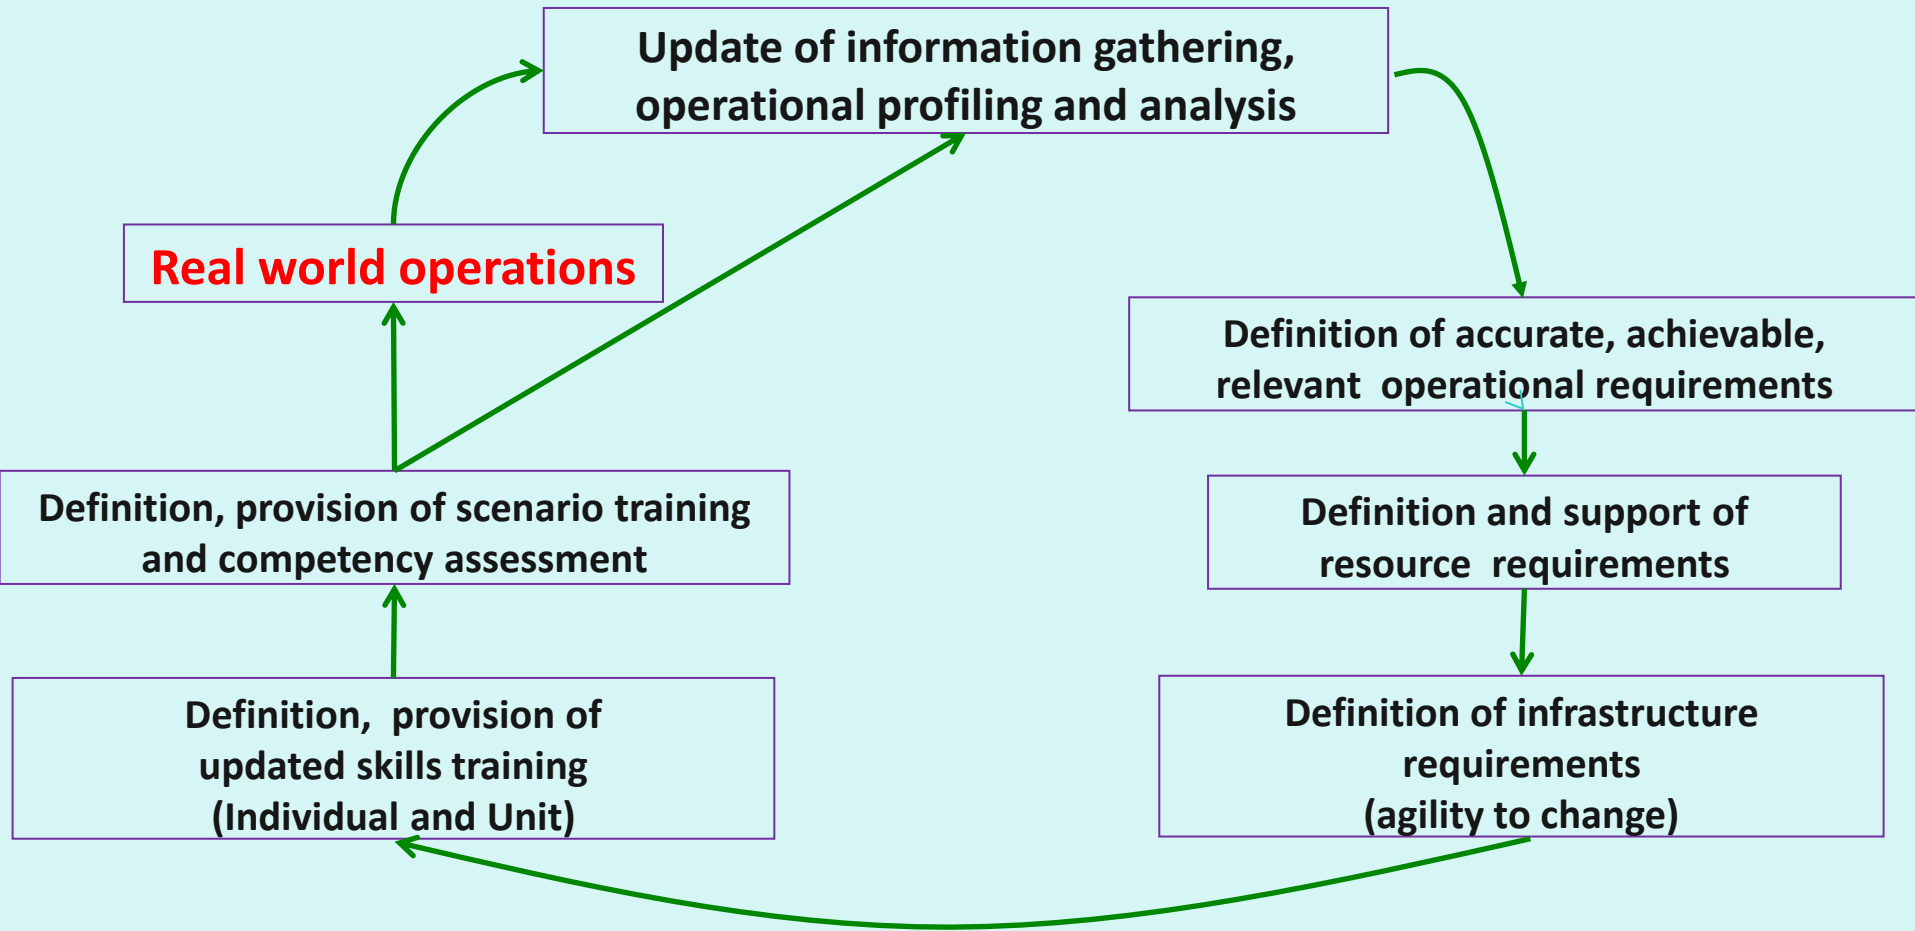 Update of information gathering,
operational profiling and analysis
Real world operations
Definition of accurate, achievable,
relevant operational requirements
Definition, provision of scenario training
and competency assessment
Definition and support of
resource requirements
Definition, provision of
updated skills training
(Individual and Unit)
Definition of infrastructure
requirements
(agility to change)